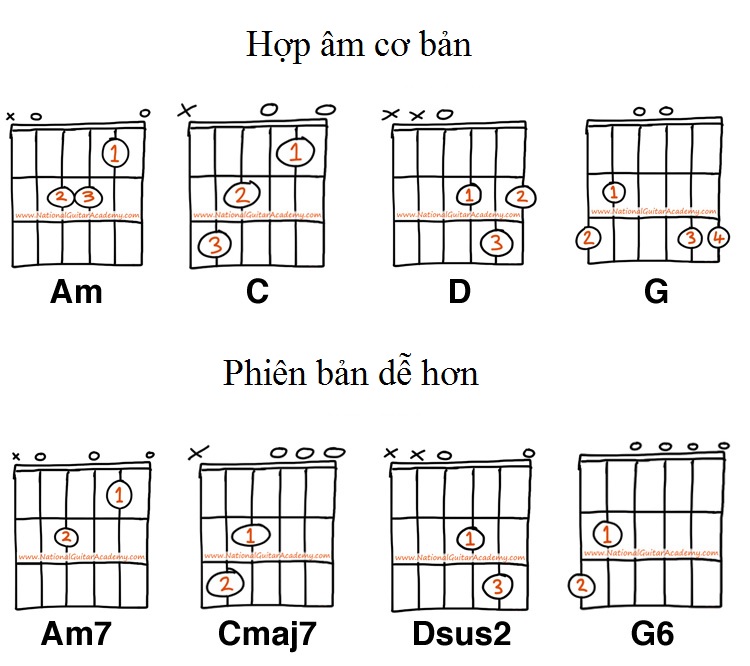 Hợp âm cơ bản
x o o
x o o
x x o
o o
1
2 3
www.NationalGuitarAcademy.com
1
2
www.NationalGuitarAcademy.com
3
1 2
www.NationalGuitarAcademy.com
3
1
www.NationalGuitarAcademy.com
2 3 4
Am C D G
Phiên bản dễ hơn
x o o o
x o o o
x x o o
o o o o
1
2
www.NationalGuitarAcademy.com
1
www.NationalGuitarAcademy.com
2
1
www.NationalGuitarAcademy.com
3
1
www.NationalGuitarAcademy.com
2
Am7 Cmaj7 Dsus2 G6